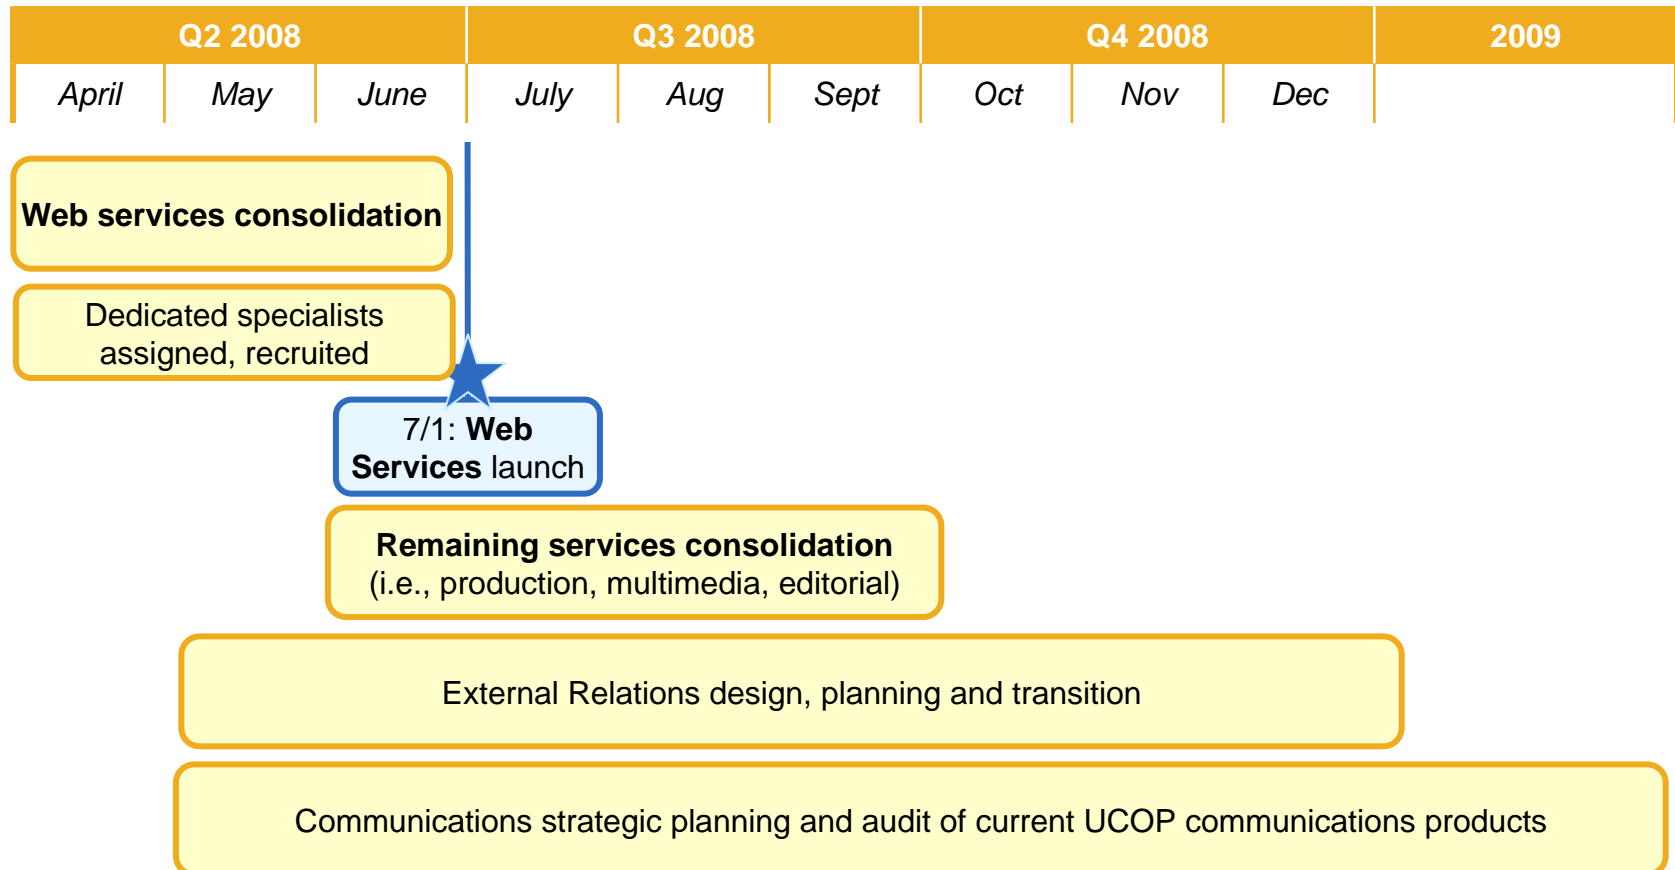 Q2 2008 Q3 2008 Q4 2008 2009
April May June July Aug Sept Oct Nov Dec
Web services consolidation
Dedicated specialists
assigned, recruited
7/1: Web
Services launch
Remaining services consolidation
(i.e., production, multimedia, editorial)
External Relations design, planning and transition
Communications strategic planning and audit of current UCOP communications products